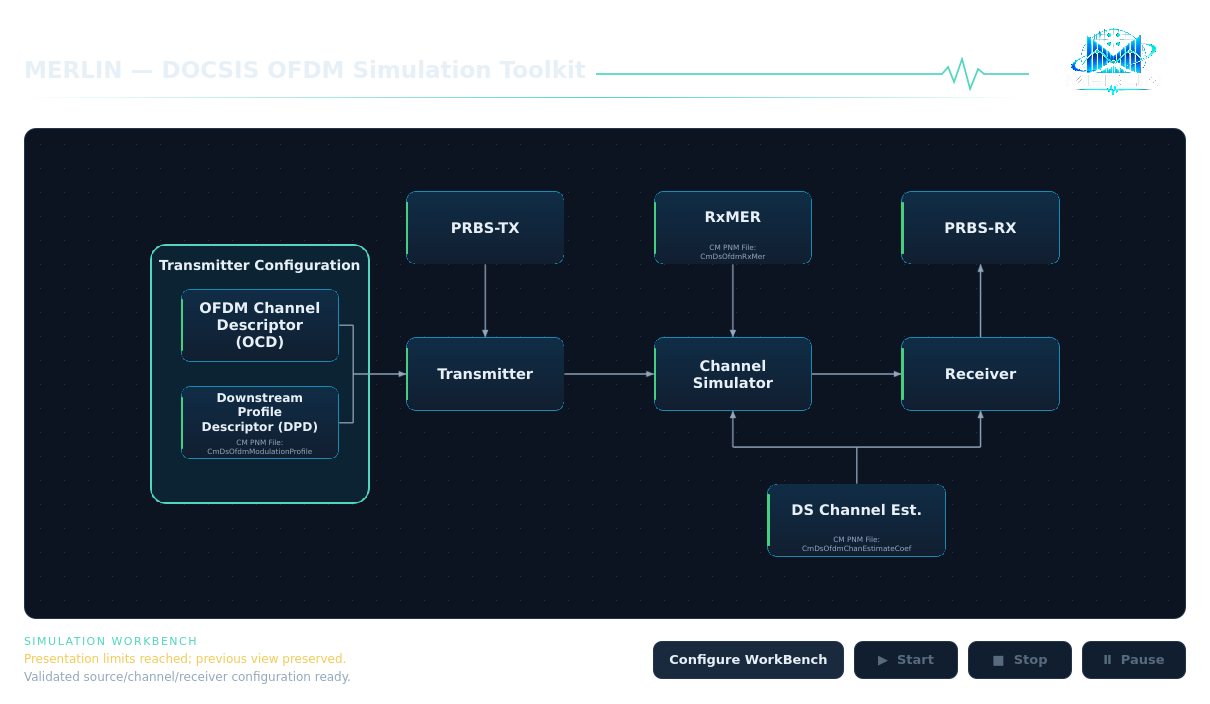 MERLIN — DOCSIS OFDM Simulation Toolkit
PRBS-TX
RxMER
CM PNM File:
CmDsOfdmRxMer
PRBS-RX
Transmitter Configuration
OFDM Channel
Descriptor
(OCD)
Downstream
Profile
Descriptor (DPD)
CM PNM File:
CmDsOfdmModulationProfile
Transmitter
Channel
Simulator
Receiver
DS Channel Est.
CM PNM File:
CmDsOfdmChanEstimateCoef
SIMULATION WORKBENCH
Presentation limits reached; previous view preserved.
Validated source/channel/receiver configuration ready.
Configure WorkBench
▶ Start
■ Stop
⏸ Pause